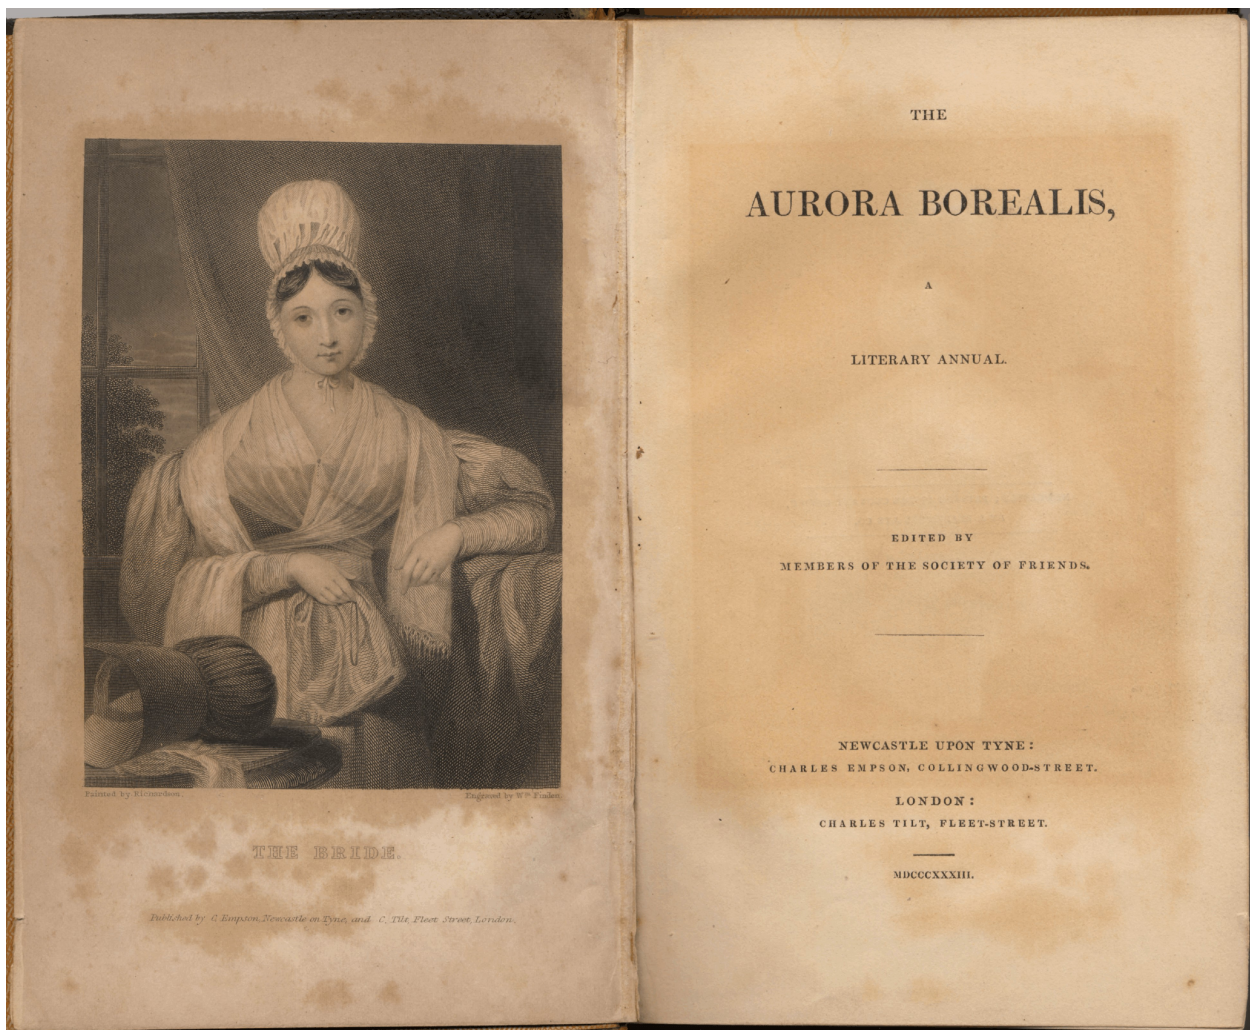 Painted by Richardson.
Engraved by Wm. Finden
THE BRIDE.
Published by C. Empson, Newcastle on Tyne, and C. Tilt, Fleet Street, London.
THE
AURORA BOREALIS,
A
LITERARY ANNUAL.
EDITED BY
MEMBERS OF THE SOCIETY OF FRIENDS.
NEWCASTLE UPON TYNE:
CHARLES EMPSON, COLLINGWOOD-STREET.
LONDON:
CHARLES TILT, FLEET-STREET.
MDCCCXXXIII.